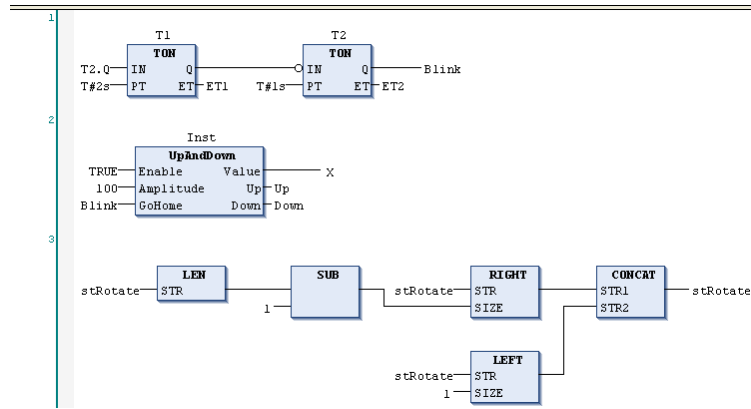 1
T1 T2
TON TON
T2.Q IN Q IN Q Blink
T#2s PT ET ET1 T#1s PT ET ET2
2
Inst
UpAndDown
TRUE Enable Value X
100 Amplitude Up Up
Blink GoHome Down Down
3
LEN SUB RIGHT CONCAT
stRotate STR stRotate STR STR1 stRotate
1 SIZE STR2
LEFT
stRotate STR
1 SIZE